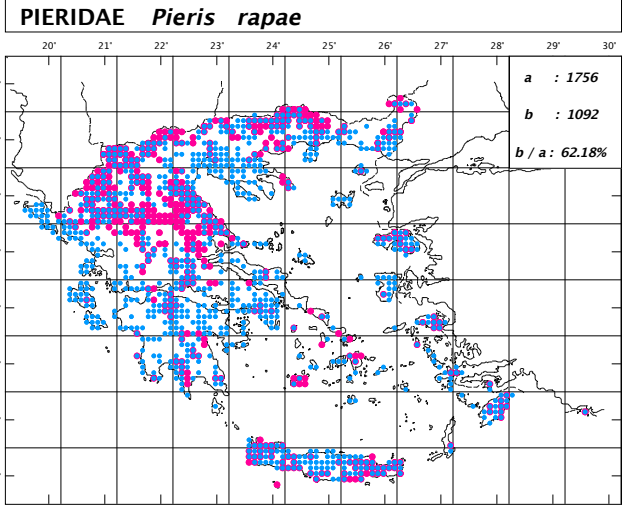 PIERIDAE Pieris rapae
20° 21° 22° 23° 24° 25° 26° 27° 28° 29° 30°
a : 1756
b : 1092
b / a : 62.18%